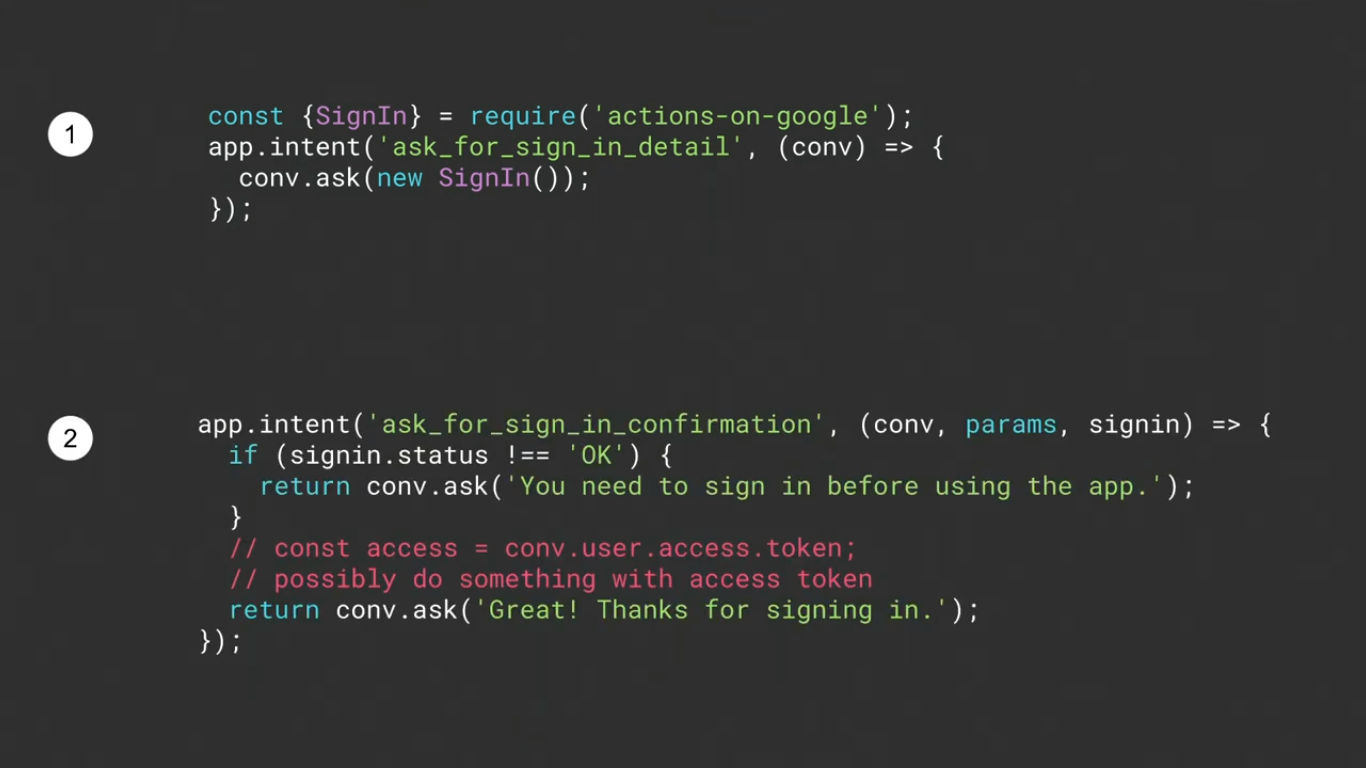 1
const {SignIn} = require('actions-on-google');
app.intent('ask_for_sign_in_detail', (conv) => {
  conv.ask(new SignIn());
});
2
app.intent('ask_for_sign_in_confirmation', (conv, params, signin) => {
  if (signin.status !== 'OK') {
    return conv.ask('You need to sign in before using the app.');
  }
  // const access = conv.user.access.token;
  // possibly do something with access token
  return conv.ask('Great! Thanks for signing in.');
});